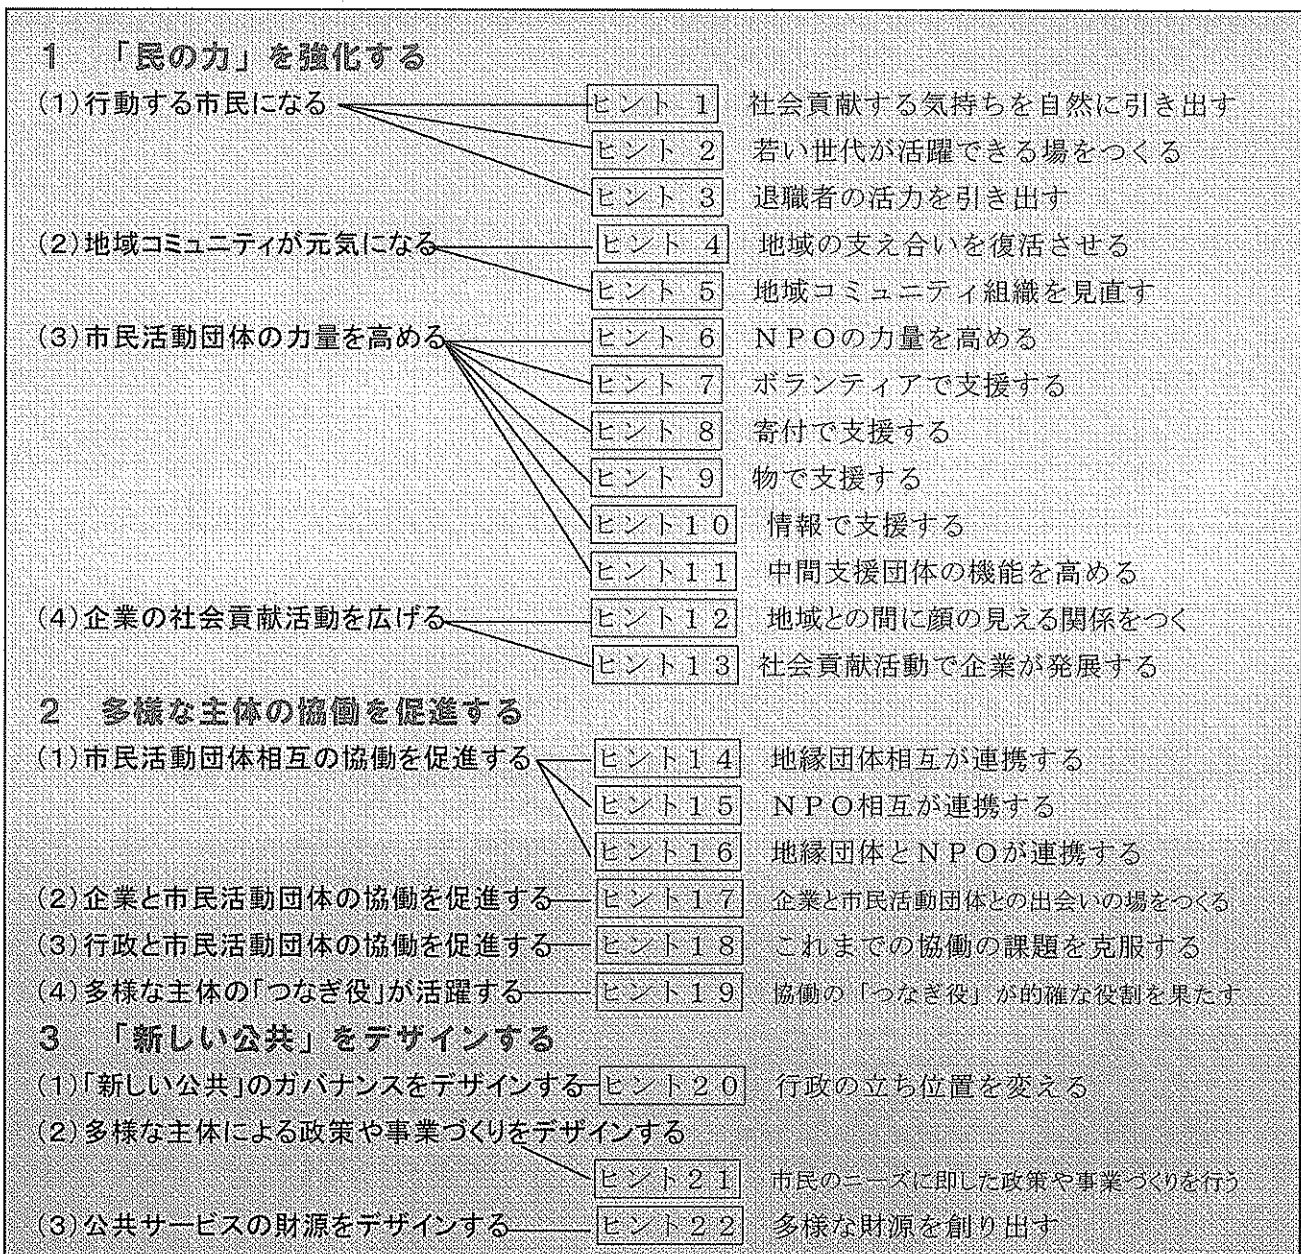 1 「民の力」を強化する
(1)行動する市民になる ヒント 1 社会貢献する気持ちを自然に引き出す
ヒント 2 若い世代が活躍できる場をつくる
ヒント 3 退職者の活力を引き出す
(2)地域コミュニティが元気になる ヒント 4 地域の支え合いを復活させる
ヒント 5 地域コミュニティ組織を見直す
(3)市民活動団体の力量を高める ヒント 6 NPOの力量を高める
ヒント 7 ボランティアで支援する
ヒント 8 寄付で支援する
ヒント 9 物で支援する
ヒント10 情報で支援する
ヒント11 中間支援団体の機能を高める
(4)企業の社会貢献活動を広げる ヒント12 地域との間に顔の見える関係をつく
ヒント13 社会貢献活動で企業が発展する
2 多様な主体の協働を促進する
(1)市民活動団体相互の協働を促進する ヒント14 地縁団体相互が連携する
ヒント15 NPO相互が連携する
ヒント16 地縁団体とNPOが連携する
(2)企業と市民活動団体の協働を促進する ヒント17 企業と市民活動団体との出会いの場をつくる
(3)行政と市民活動団体の協働を促進する ヒント18 これまでの協働の課題を克服する
(4)多様な主体の「つなぎ役」が活躍する ヒント19 協働の「つなぎ役」が的確な役割を果たす
3 「新しい公共」をデザインする
(1)「新しい公共」のガバナンスをデザインする ヒント20 行政の立ち位置を変える
(2)多様な主体による政策や事業づくりをデザインする
ヒント21 市民のニーズに即した政策や事業づくりを行う
(3)公共サービスの財源をデザインする ヒント22 多様な財源を創り出す